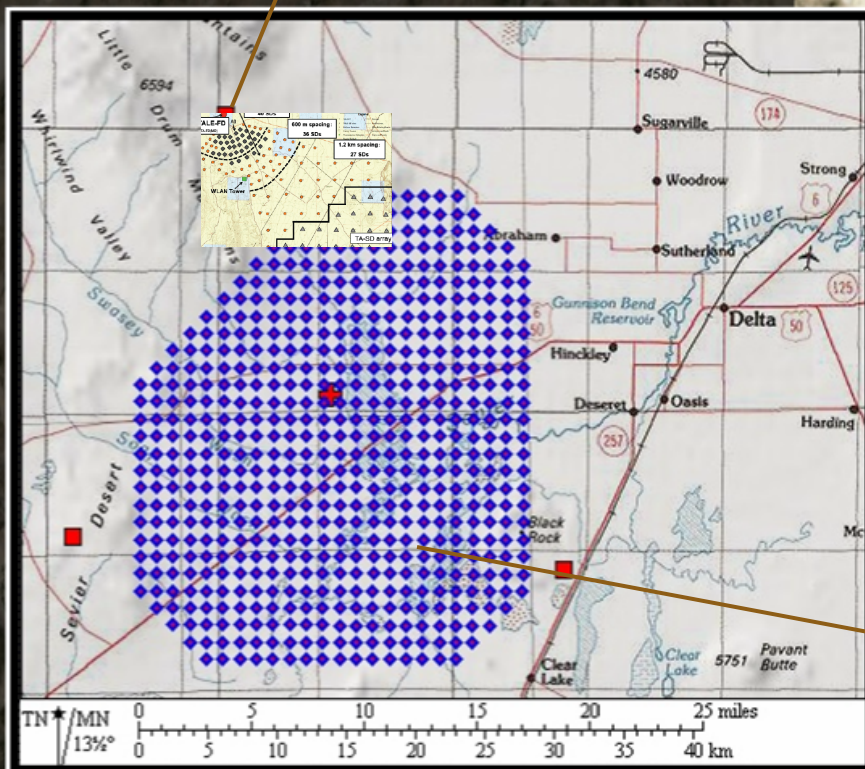 Little
Drum
Whirlwind
Valley
6594
4580
Sugarville
174
Woodrow
Strong
6
Abraham
Sutherland
River
125
Gunnison Bend
Reservoir
6
50
Delta
50
Hinckley
Swasey
Deseret
Oasis
Harding
257
Desert
Sevier
Black
Rock
Clear
Lake
Clear
Lake
5751
Pavant
Butte
600 m spacing:
36 SDs
1.2 km spacing:
27 SDs
WLAN Tower
TA-SD array
TN MN
13½°
0 5 10 15 20 25 miles
0 5 10 15 20 25 30 35 40 km